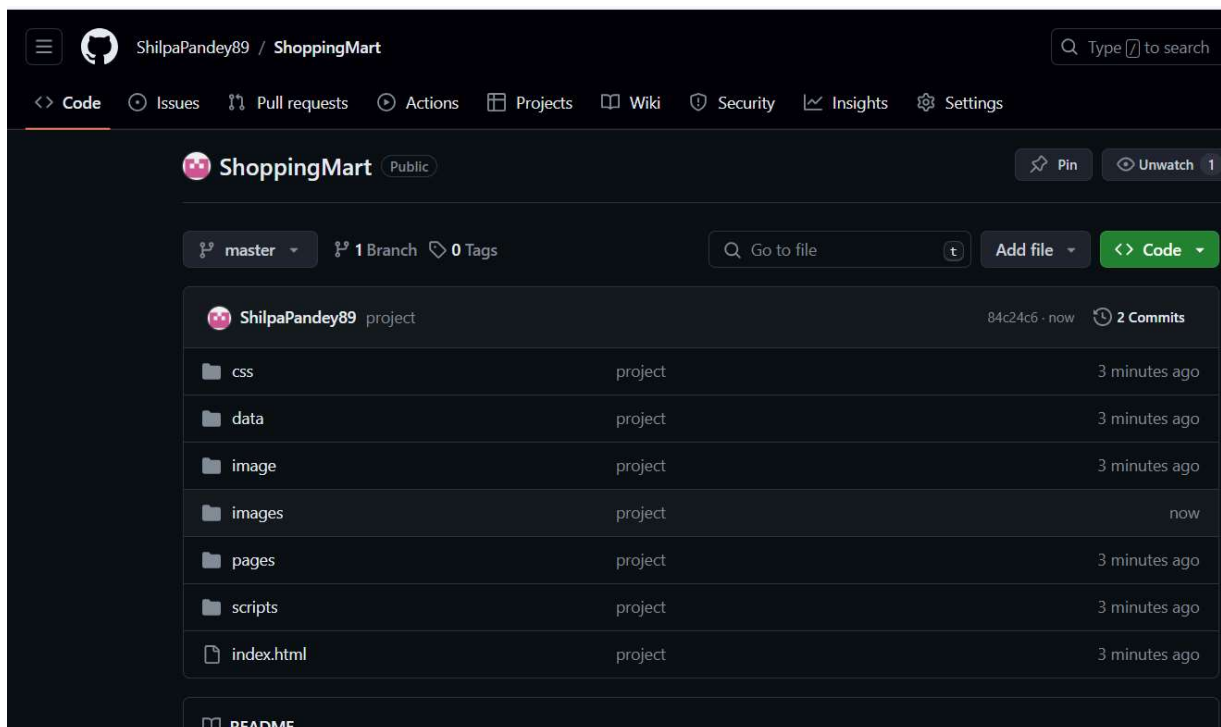 ShilpaPandey89 / ShoppingMart
Type / to search
Code Issues Pull requests Actions Projects Wiki Security Insights Settings
ShoppingMart Public
Pin Unwatch 1
master 1 Branch 0 Tags
Go to file t Add file Code
ShilpaPandey89 project 84c24c6 · now 2 Commits
css project 3 minutes ago
data project 3 minutes ago
image project 3 minutes ago
images project now
pages project 3 minutes ago
scripts project 3 minutes ago
index.html project 3 minutes ago
README